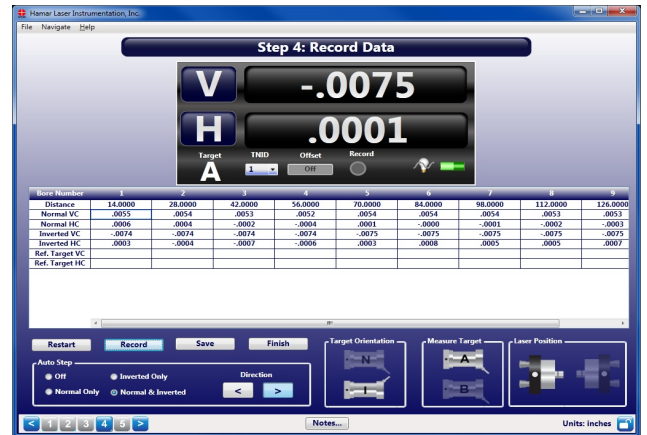 Hamar Laser Instrumentation, Inc.
File Navigate Help
Step 4: Record Data
V -.0075
H .0001
Target TNID Offset Record
A 1 Off
Bore Number 1 2 3 4 5 6 7 8 9
Distance 14.0000 28.0000 42.0000 56.0000 70.0000 84.0000 98.0000 112.0000 126.0000
Normal VC .0055 .0054 .0053 .0052 .0054 .0054 .0054 .0053 .0053
Normal HC .0006 .0004 -.0002 -.0004 .0001 -.0000 -.0001 -.0002 -.0003
Inverted VC -.0074 -.0074 -.0074 -.0074 -.0075 -.0075 -.0075 -.0075 -.0075
Inverted HC .0003 -.0004 -.0007 -.0006 .0003 .0008 .0005 .0005 .0007
Ref. Target VC
Ref. Target HC
Restart Record Save Finish
Target Orientation
N
I
Measure Target
A
B
Laser Position
Auto Step
Off Inverted Only
Normal Only Normal & Inverted
Direction
< >
< 1 2 3 4 5 > Notes... Units: inches